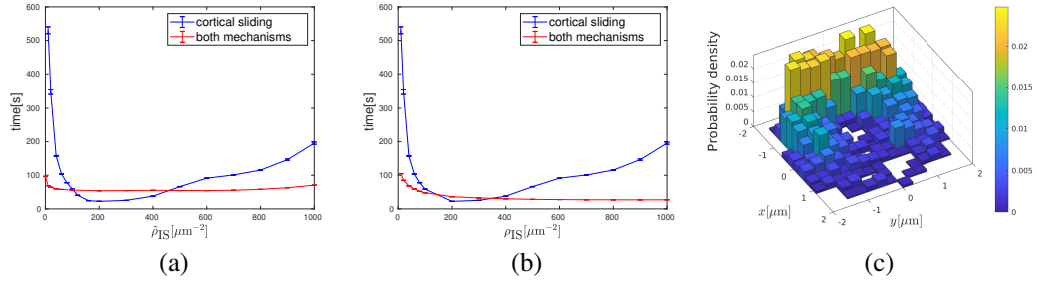 600
500
400
300
200
100
0
time[s]
cortical sliding
both mechanisms
0 200 400 600 800 1000
ρ̃IS[μm⁻²]
(a)
600
500
400
300
200
100
0
time[s]
cortical sliding
both mechanisms
0 200 400 600 800 1000
ρIS[μm⁻²]
(b)
Probability density
0.02
0.015
0.01
0.005
0
-2
-1
0
1
2
x[μm]
-2
-1
0
1
2
y[μm]
0.02
0.015
0.01
0.005
0
(c)